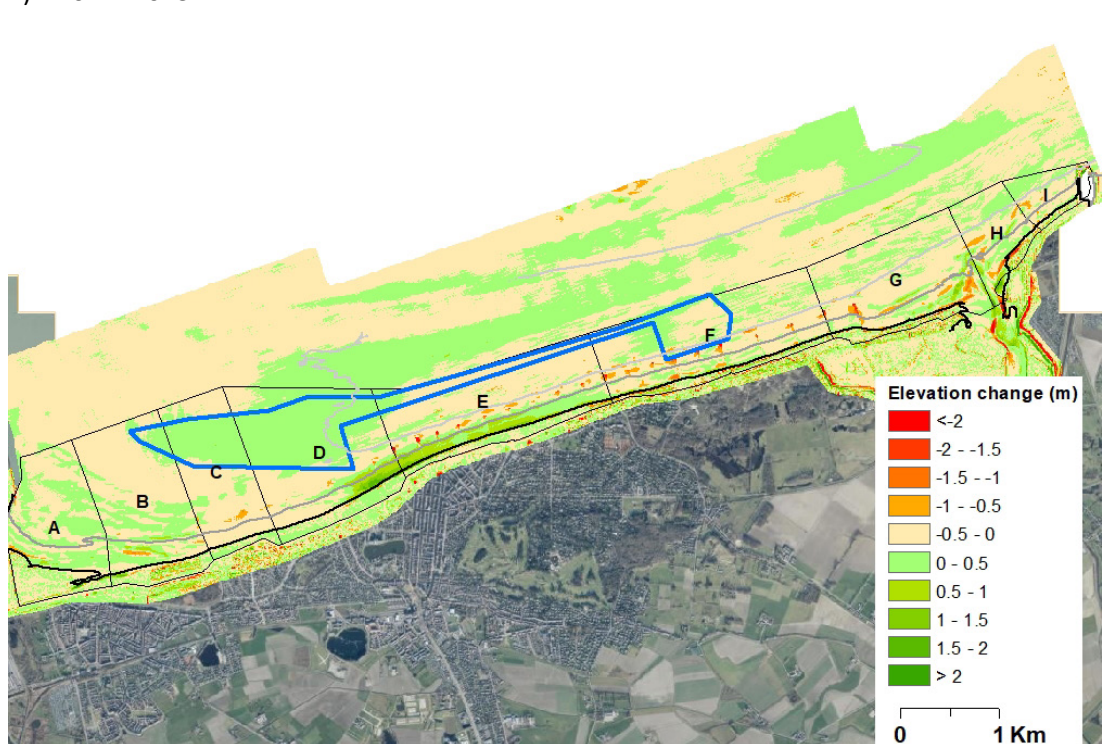 A
B
C
D
E
F
G
H
I
Elevation change (m)
<-2
-2 - -1.5
-1.5 - -1
-1 - -0.5
-0.5 - 0
0 - 0.5
0.5 - 1
1 - 1.5
1.5 - 2
> 2
0 1 Km